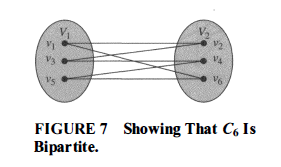 V1 V2
v1 v2
v3 v4
v5 v6
FIGURE 7 Showing That C6 Is
Bipartite.